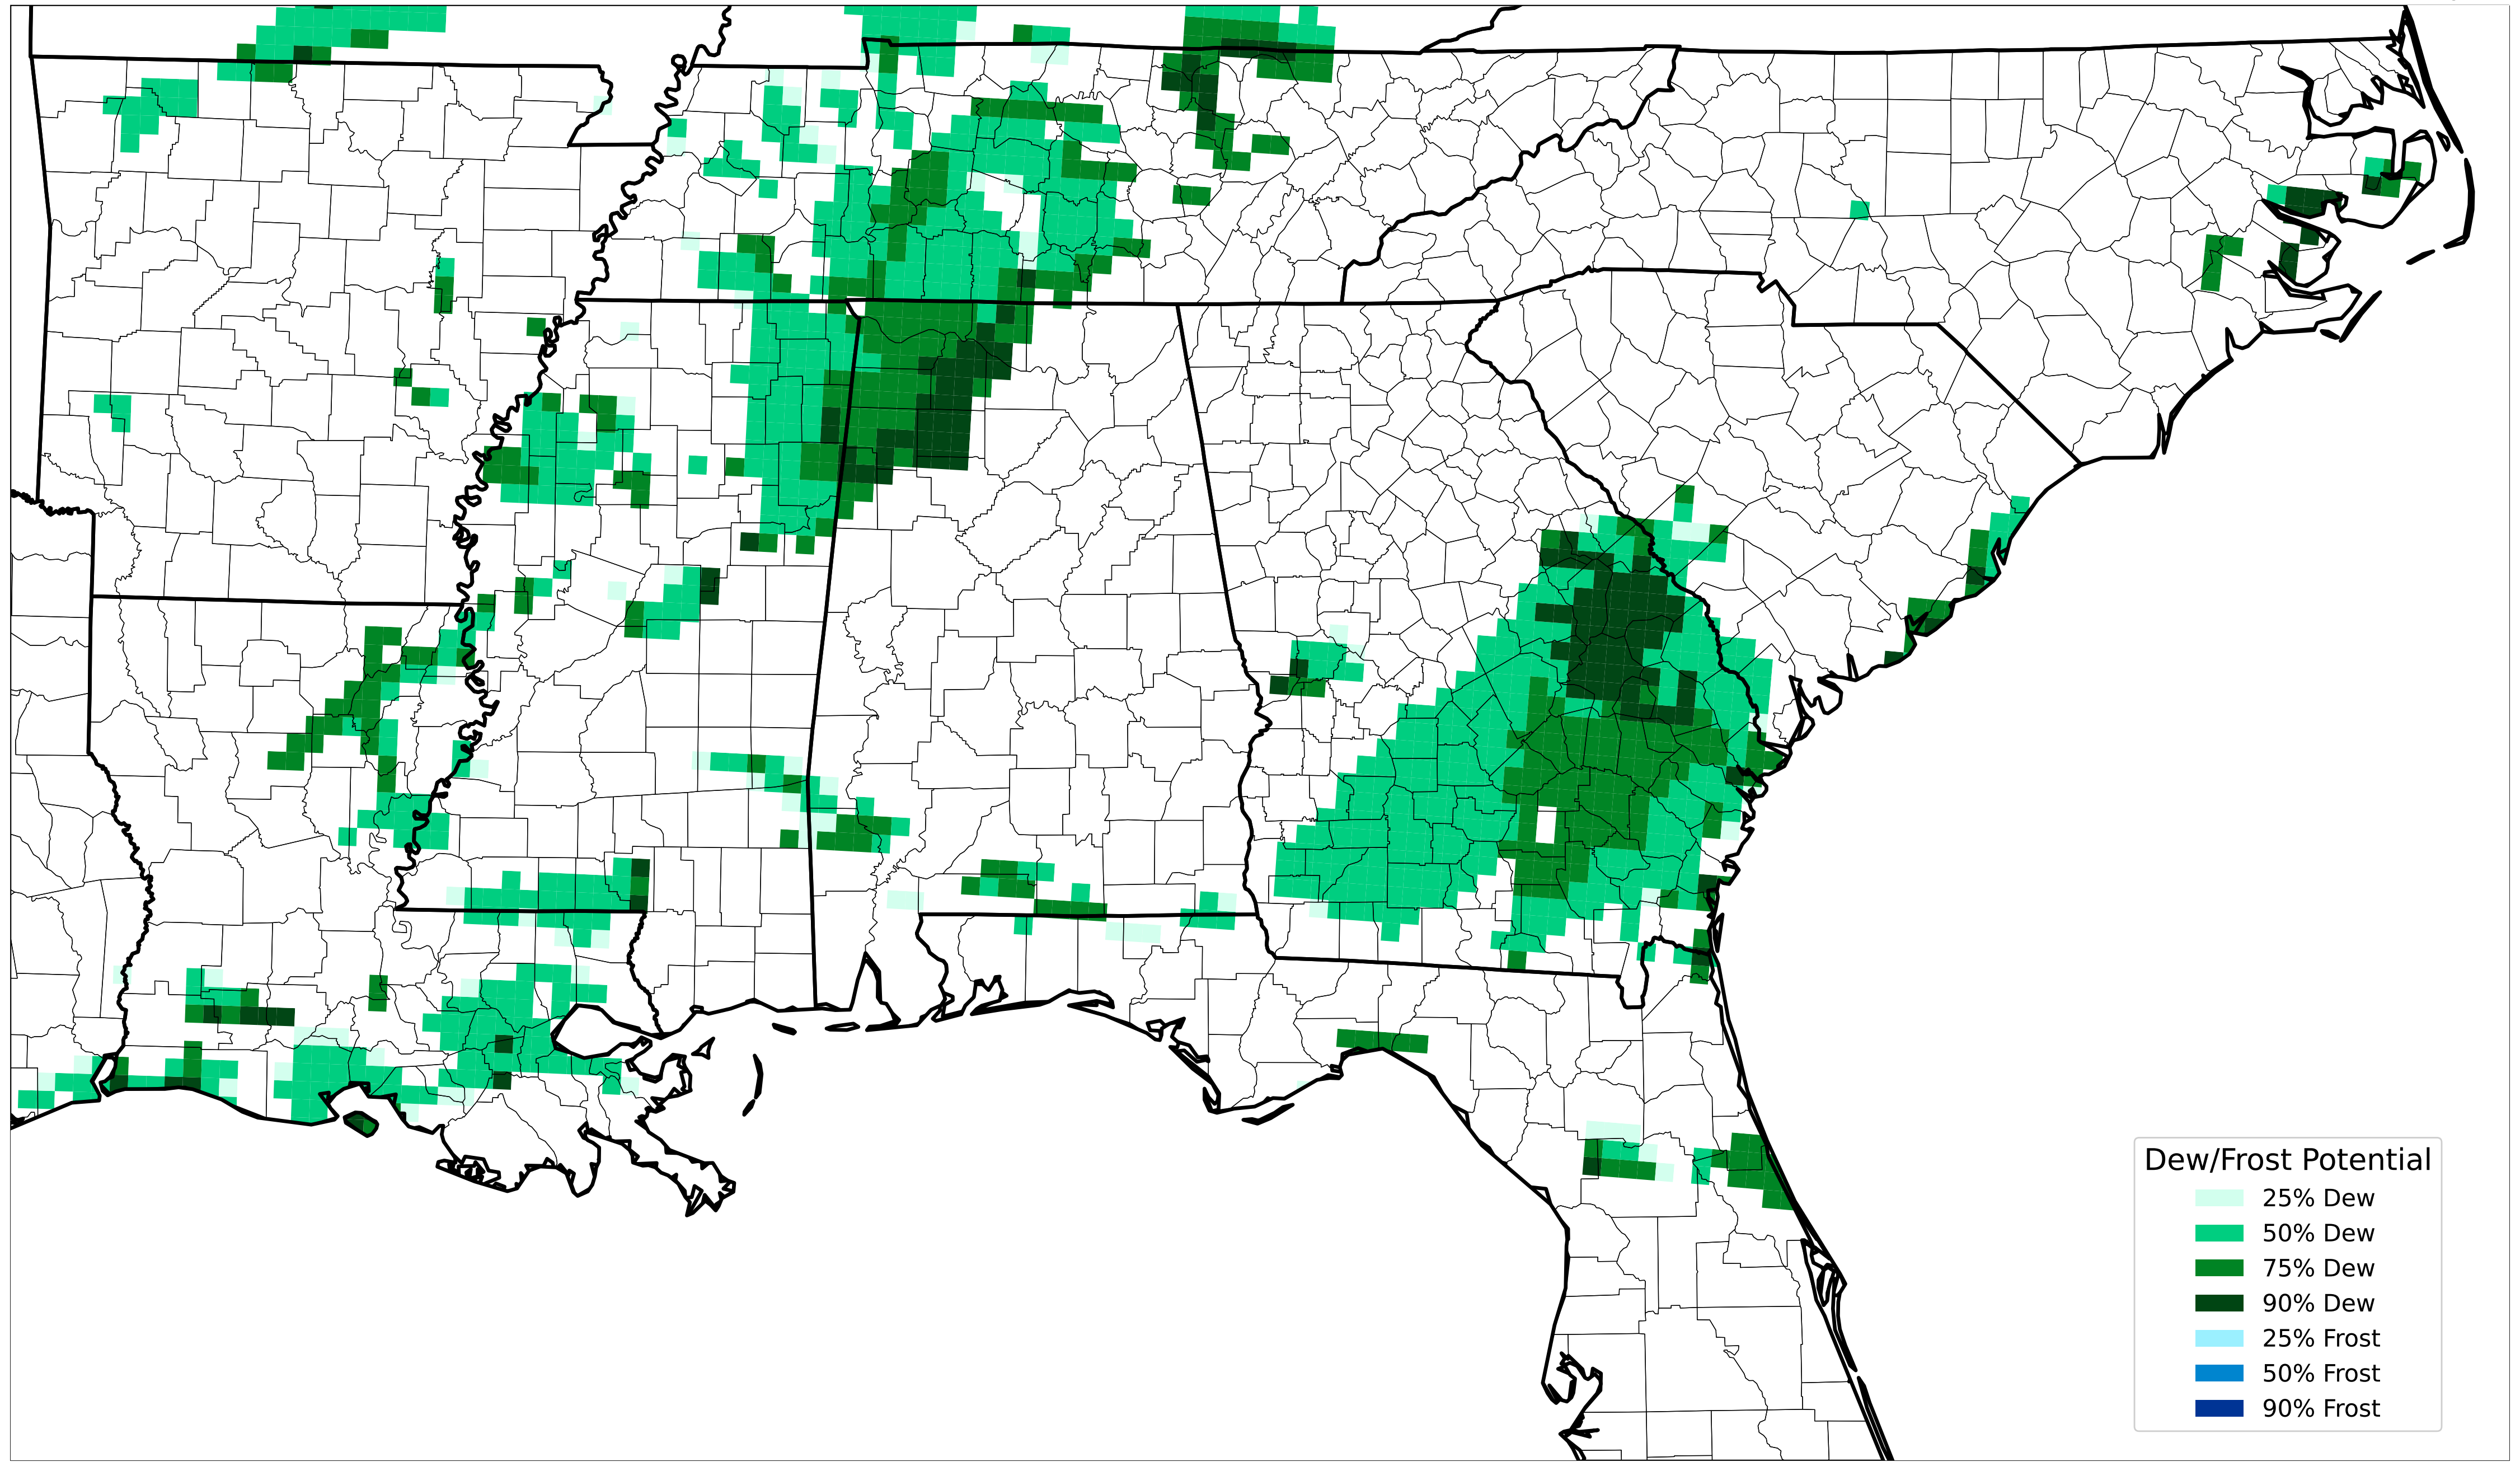 Dew/Frost Potential
25% Dew
50% Dew
75% Dew
90% Dew
25% Frost
50% Frost
90% Frost